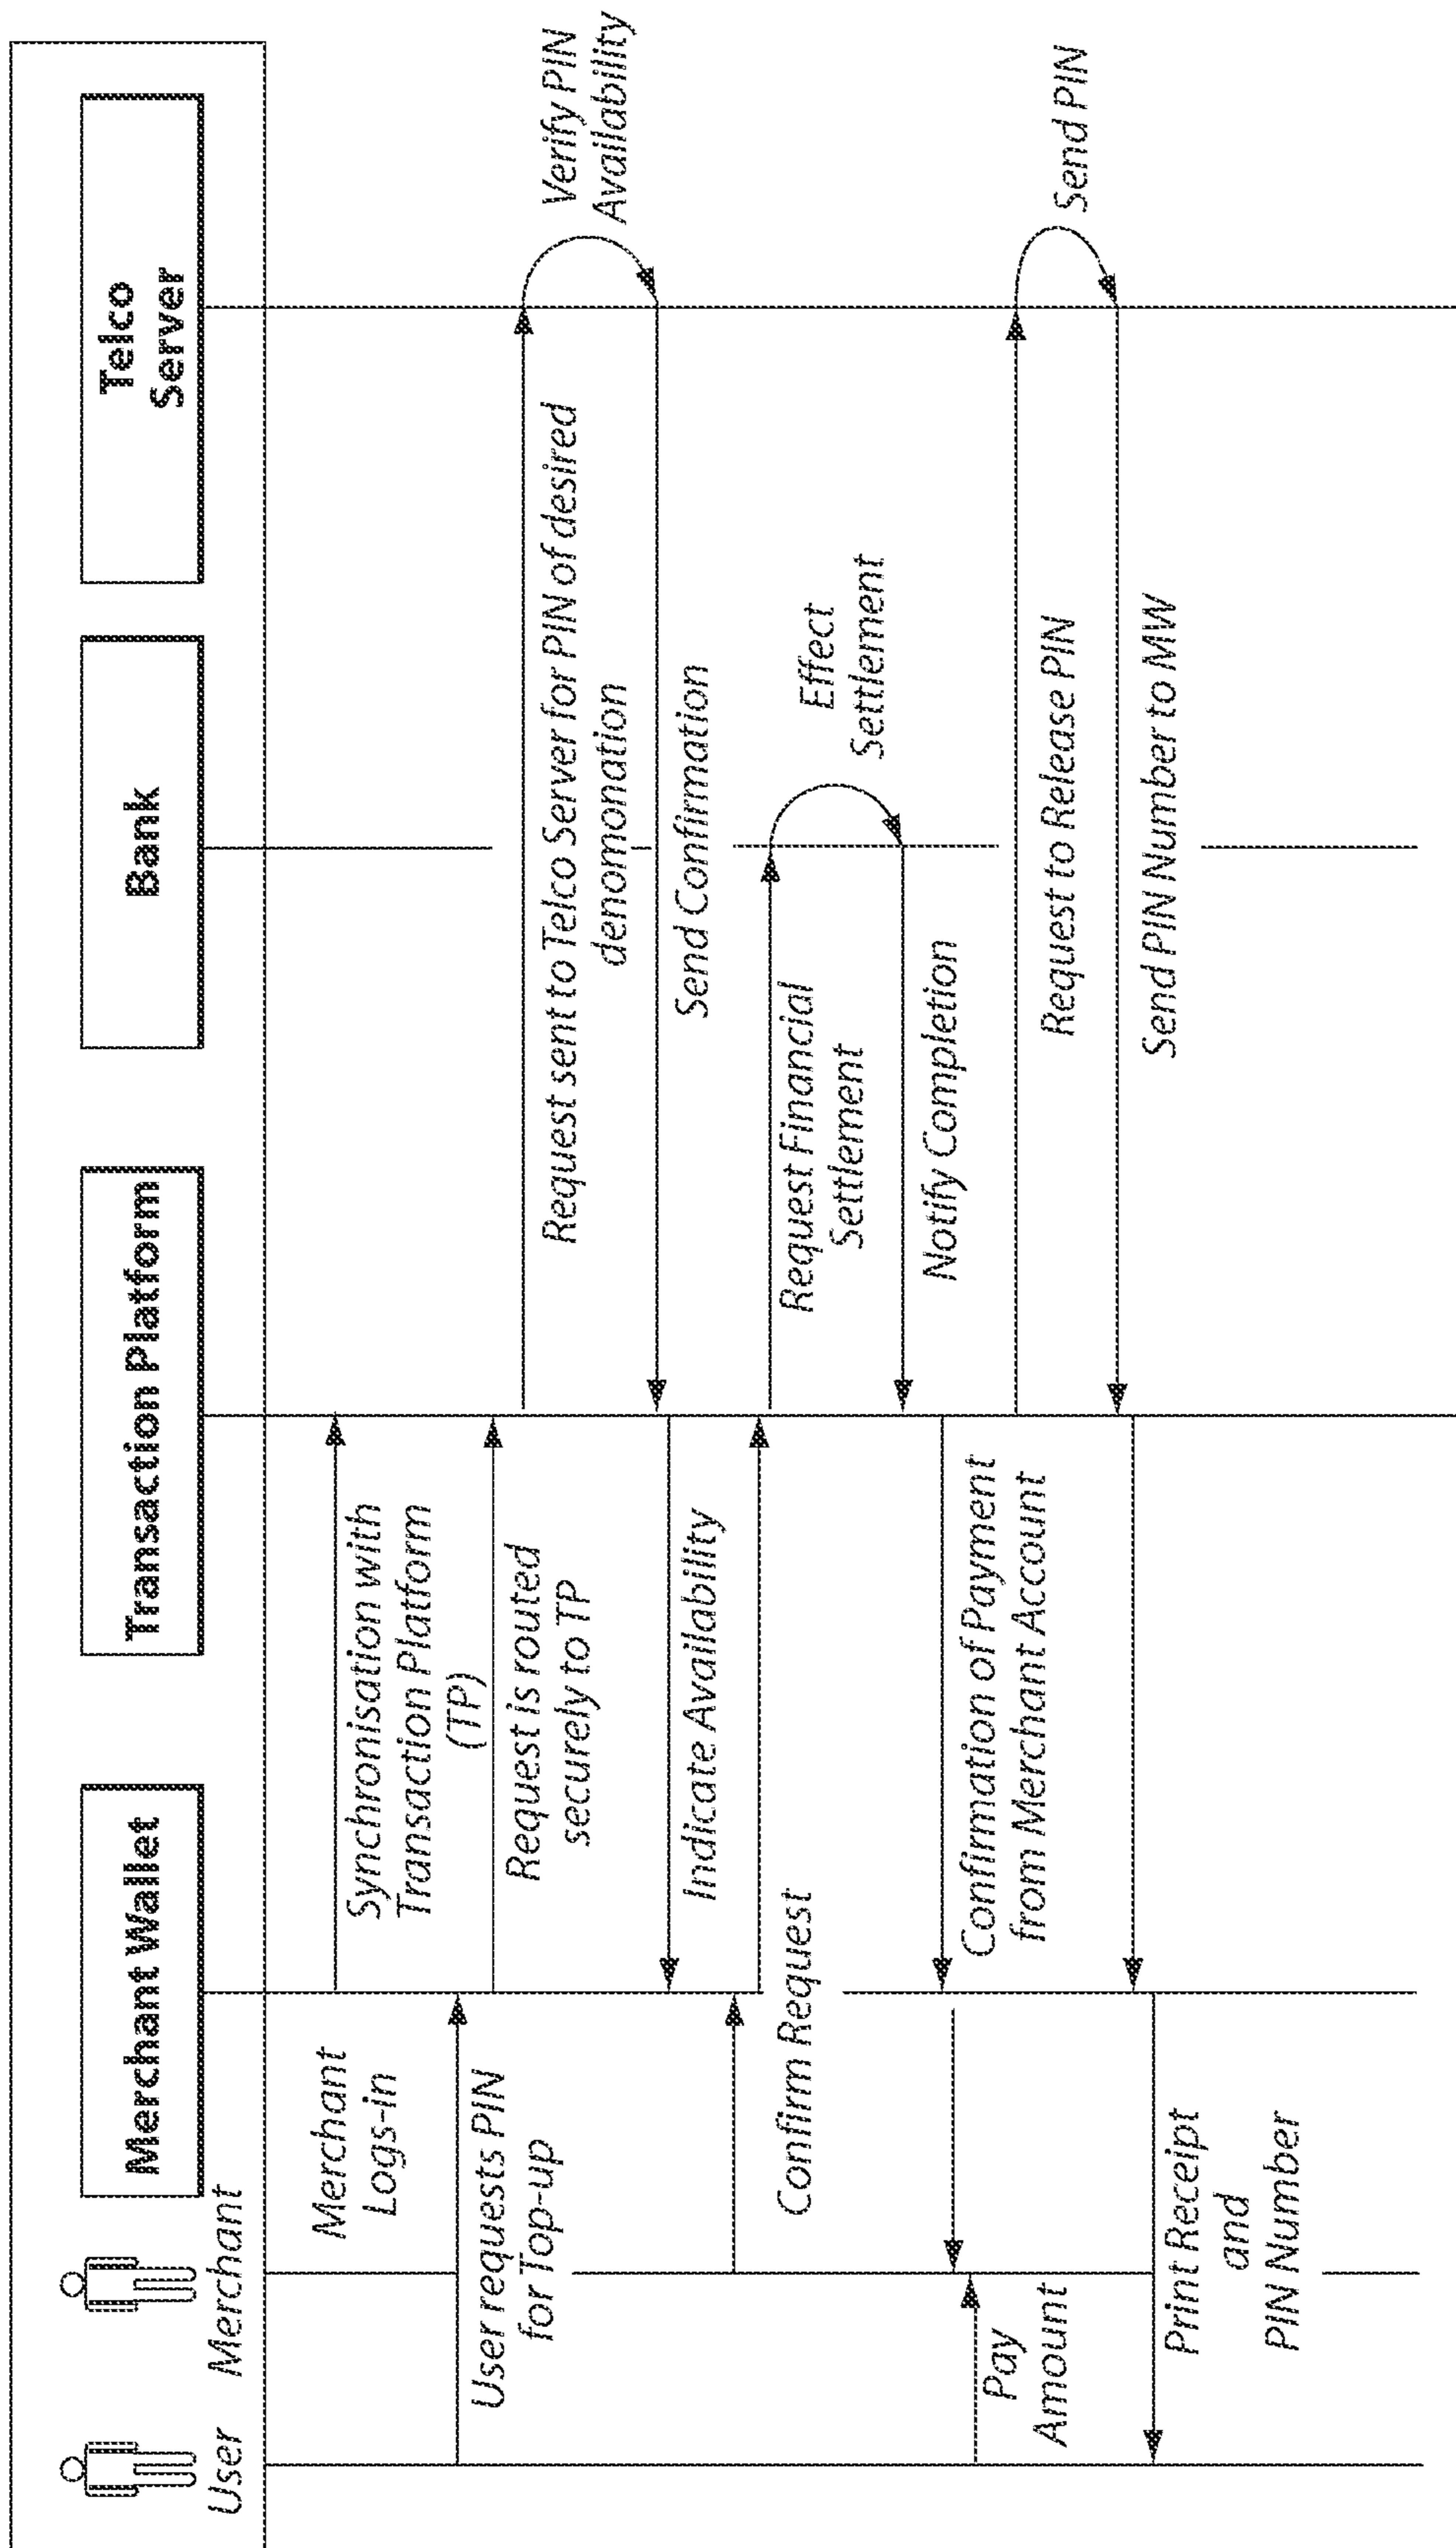 User
Merchant
Merchant Wallet
Transaction Platform
Bank
Telco
Server
Merchant
Logs-in
Synchronisation with
Transaction Platform
(TP)
User requests PIN
for Top-up
Request is routed
securely to TP
Request sent to Telco Server for PIN of desired
denomonation
Verify PIN
Availability
Send Confirmation
Indicate Availability
Confirm Request
Request Financial
Settlement
Effect
Settlement
Notify Completion
Confirmation of Payment
from Merchant Account
Pay
Amount
Request to Release PIN
Send PIN
Send PIN Number to MW
Print Receipt
and
PIN Number